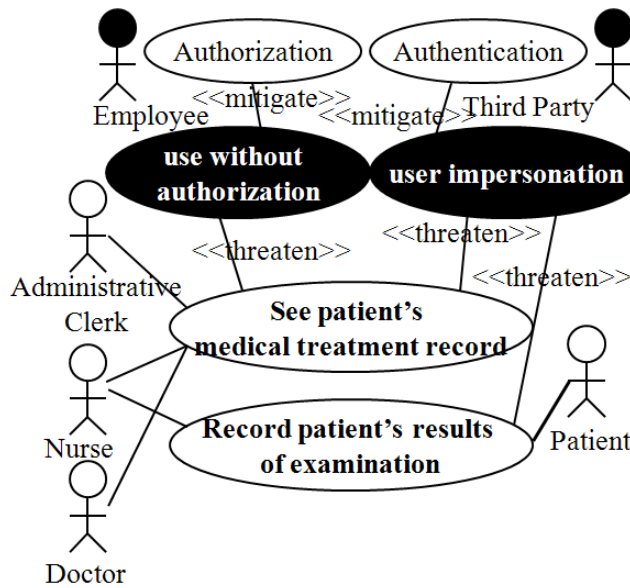 Authorization
Authentication
<<mitigate>>
Employee
<<mitigate>>
Third Party
use without
authorization
user impersonation
<<threaten>>
<<threaten>>
<<threaten>>
Administrative
Clerk
See patient's
medical treatment record
Nurse
Record patient's results
of examination
Patient
Doctor